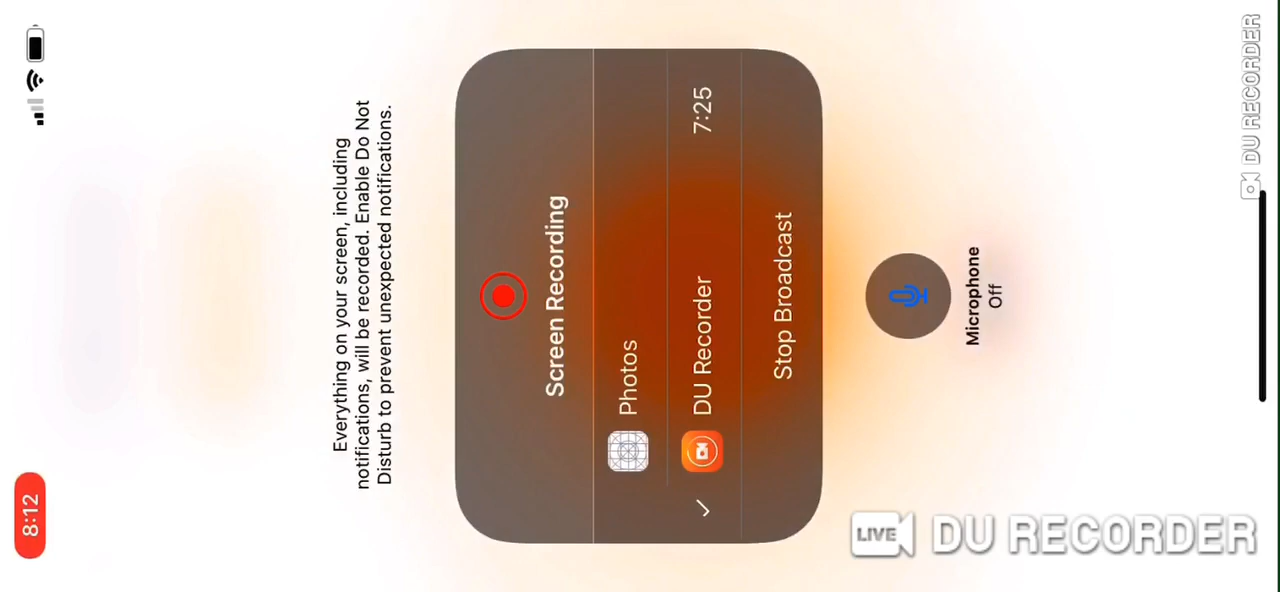 8:12
Everything on your screen, including
notifications, will be recorded. Enable Do Not
Disturb to prevent unexpected notifications.
Screen Recording
Photos
DU Recorder 7:25
Stop Broadcast
Microphone
Off
DU RECORDER
LIVE DU RECORDER